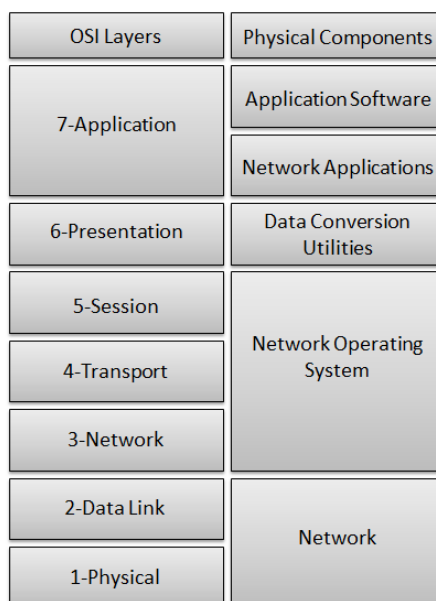 OSI Layers
Physical Components
7-Application
Application Software
Network Applications
6-Presentation
Data Conversion
Utilities
5-Session
Network Operating
System
4-Transport
3-Network
2-Data Link
Network
1-Physical